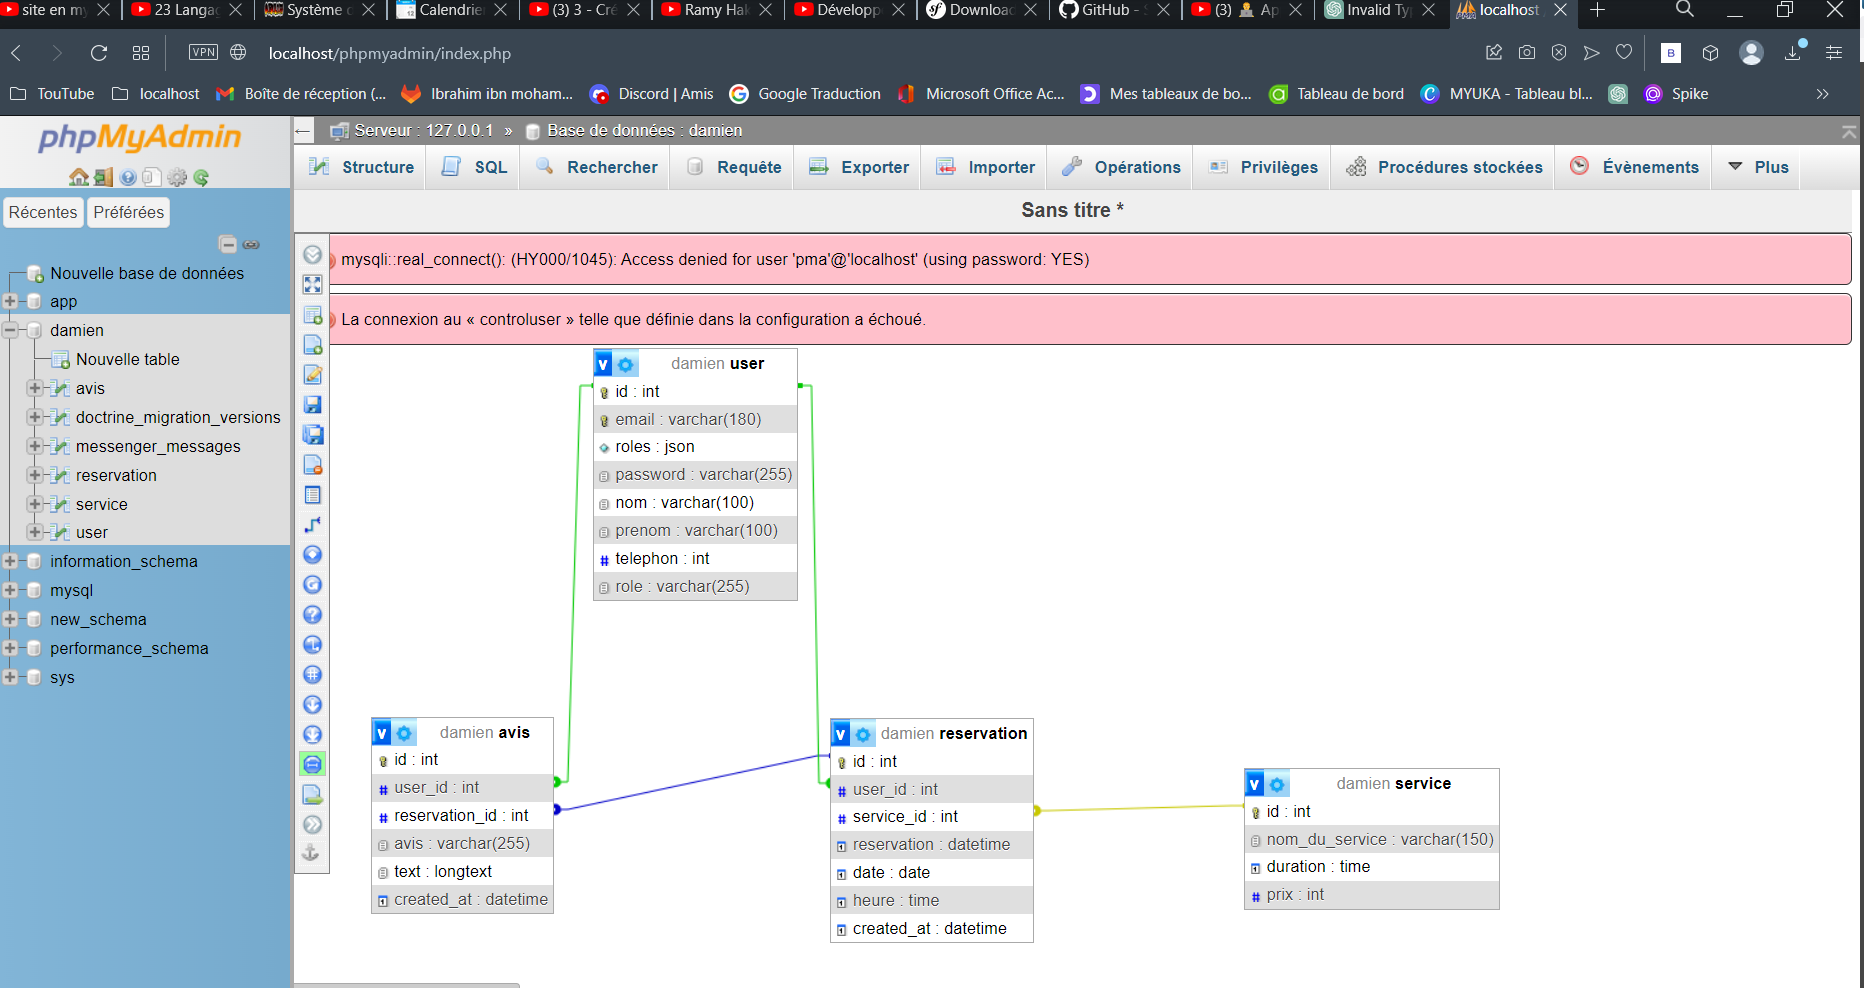 site en my
23 Langag
Système d
Calendrier
(3) 3 - Cré
Ramy Hak
Développ
Download
GitHub - S
(3) Ap
Invalid Typ
localhost /
VPN localhost/phpmyadmin/index.php
YouTube localhost Boîte de réception (... Ibrahim ibn moham... Discord | Amis Google Traduction Microsoft Office Ac... Mes tableaux de bo... Tableau de bord MYUKA - Tableau bl... Spike »
phpMyAdmin
Récentes Préférées
Nouvelle base de données
app
damien
Nouvelle table
avis
doctrine_migration_versions
messenger_messages
reservation
service
user
information_schema
mysql
new_schema
performance_schema
sys
Serveur : 127.0.0.1 » Base de données : damien
Structure SQL Rechercher Requête Exporter Importer Opérations Privilèges Procédures stockées Évènements Plus
Sans titre *
mysqli::real_connect(): (HY000/1045): Access denied for user 'pma'@'localhost' (using password: YES)
La connexion au « controluser » telle que définie dans la configuration a échoué.
v damien user
id : int
email : varchar(180)
roles : json
password : varchar(255)
nom : varchar(100)
prenom : varchar(100)
telephon : int
role : varchar(255)
v damien avis
id : int
user_id : int
reservation_id : int
avis : varchar(255)
text : longtext
created_at : datetime
v damien reservation
id : int
user_id : int
service_id : int
reservation : datetime
date : date
heure : time
created_at : datetime
v damien service
id : int
nom_du_service : varchar(150)
duration : time
prix : int